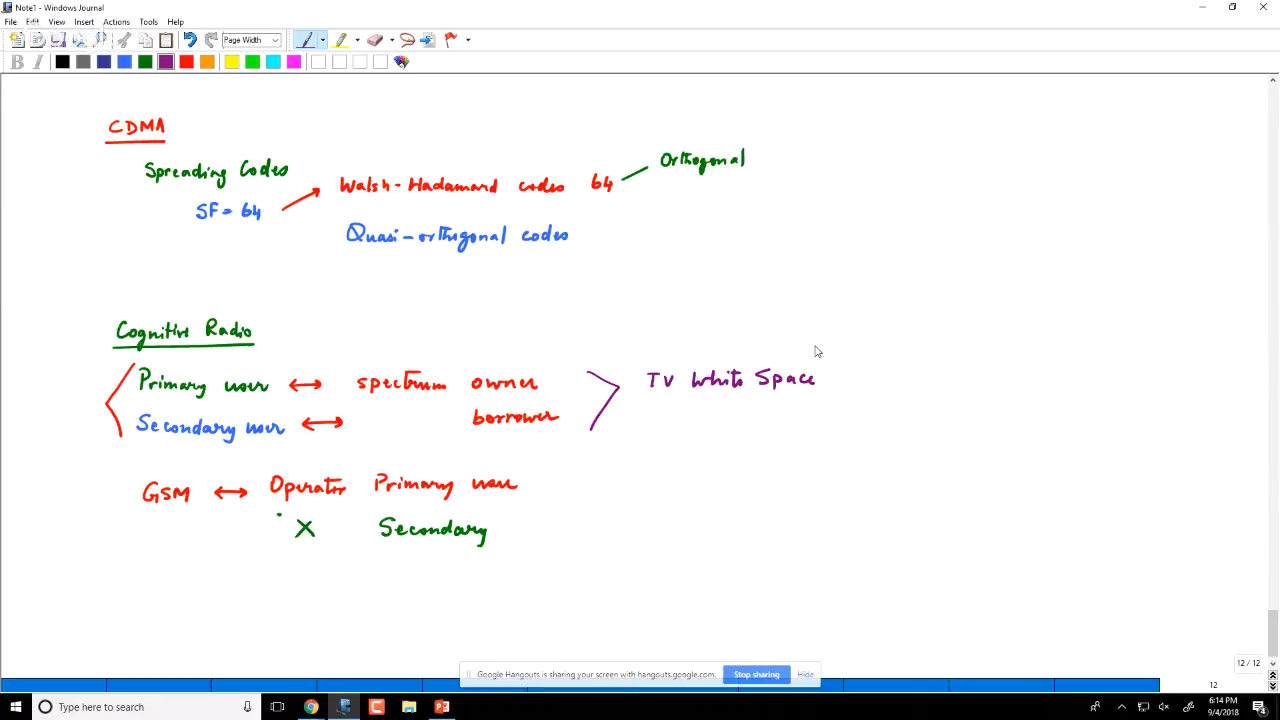 Note1 - Windows Journal
File Edit View Insert Actions Tools Help
Page Width
B I
CDMA
Spreading Codes
SF = 64
Walsh-Hadamard codes 64
Orthogonal
Quasi-orthogonal codes
Cognitive Radio
Primary user ↔ spectrum owner
Secondary user ↔ borrower
TV White Space
GSM ↔ Operator Primary user
X Secondary
12 / 12
Google Hangouts is sharing your screen with hangouts.google.com.
Stop sharing
Hide
12
Type here to search
6:14 PM
9/4/2018
4